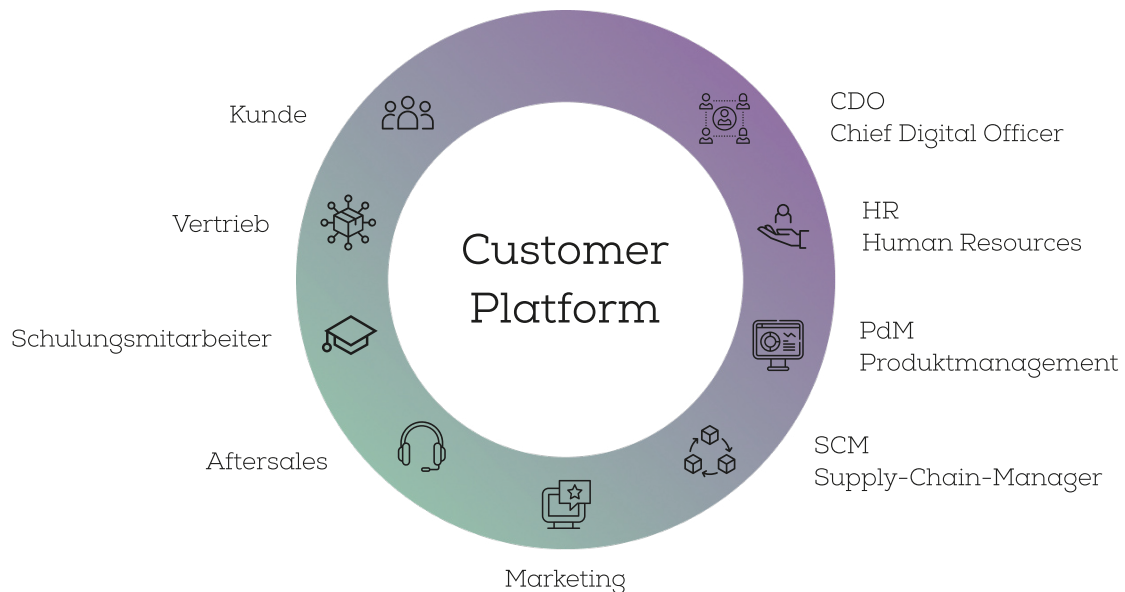 Customer
Platform
CDO
Chief Digital Officer
HR
Human Resources
PdM
Produktmanagement
SCM
Supply-Chain-Manager
Marketing
Aftersales
Schulungsmitarbeiter
Vertrieb
Kunde